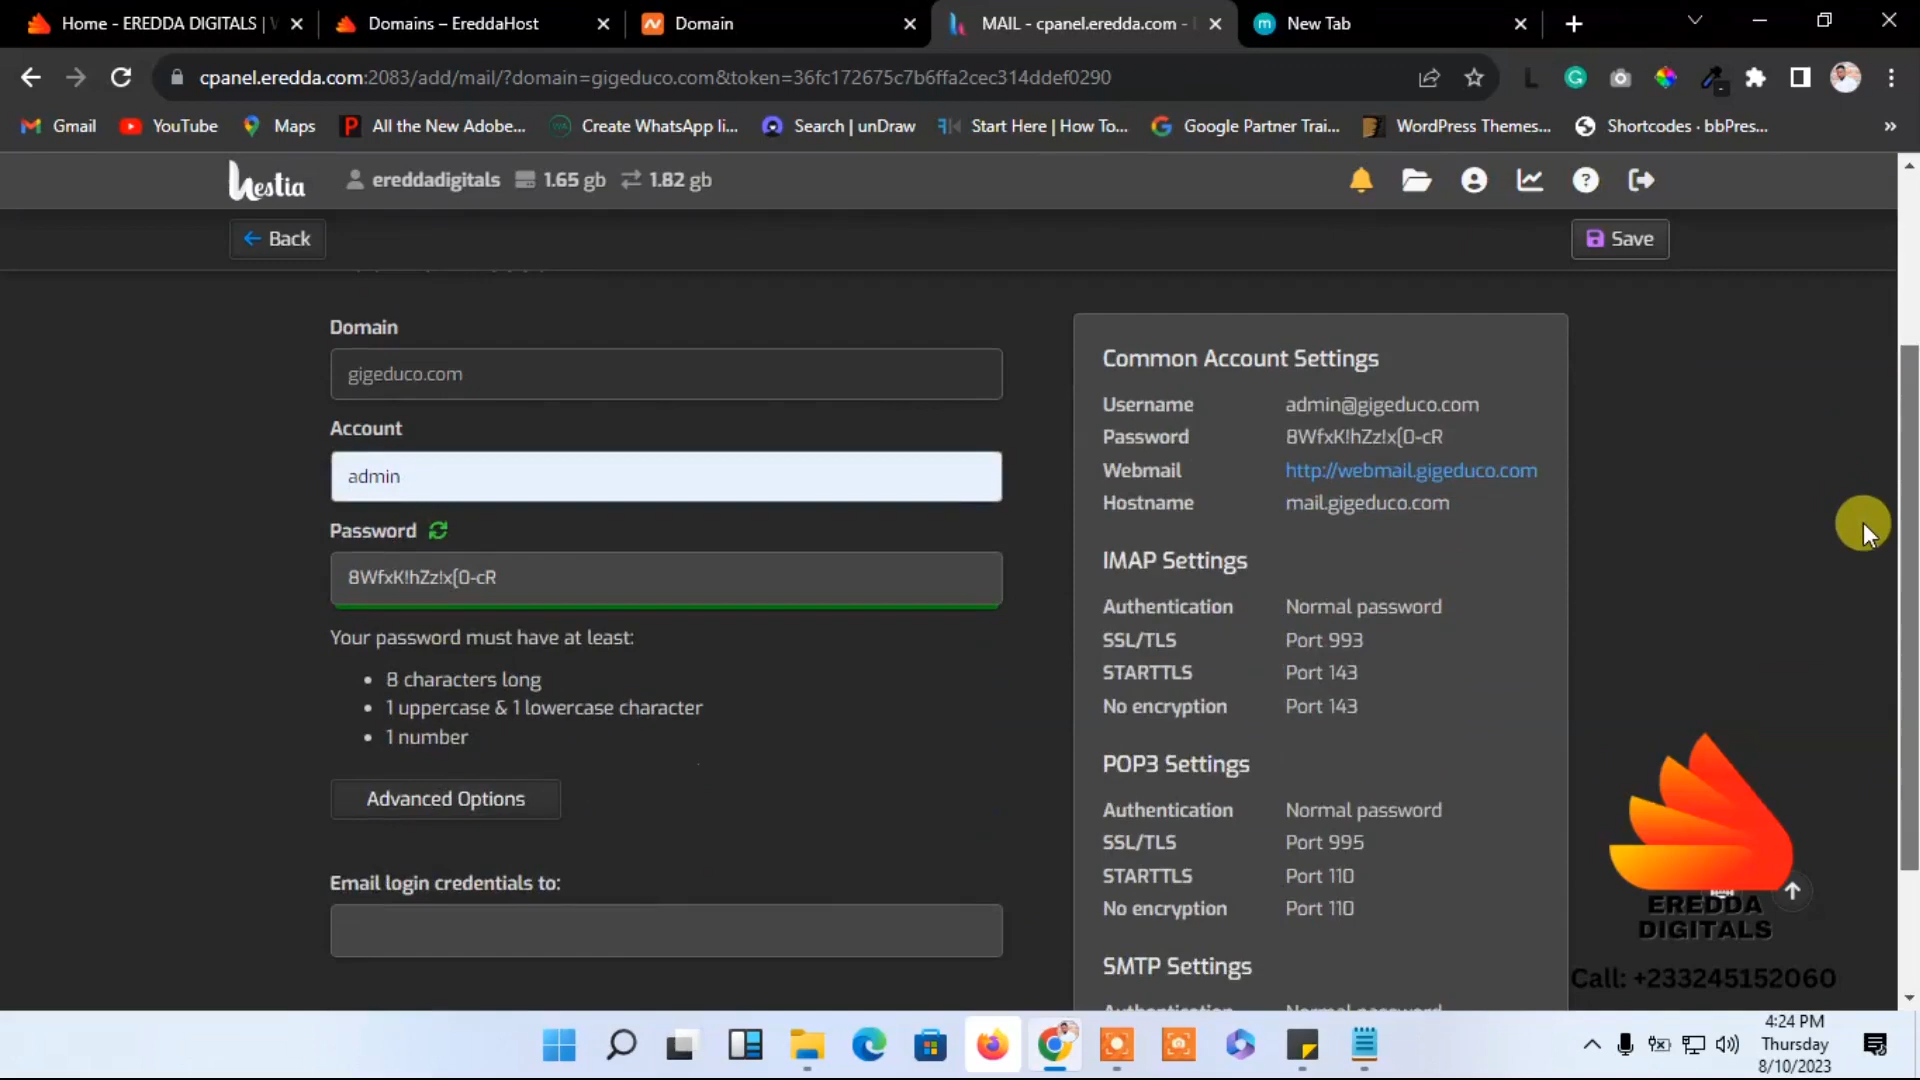 Home - EREDDA DIGITALS |
Domains – EreddaHost
Domain
MAIL - cpanel.eredda.com -
New Tab
cpanel.eredda.com:2083/add/mail/?domain=gigeduco.com&token=36fc172675c7b6ffa2cec314ddef0290
Gmail
YouTube
Maps
All the New Adobe...
Create WhatsApp li...
Search | unDraw
Start Here | How To...
Google Partner Trai...
WordPress Themes...
Shortcodes · bbPres...
hestia
ereddadigitals
1.65 gb
1.82 gb
Back
Save
Domain
gigeduco.com
Account
admin
Password
8WfxK!hZz!x[0-cR
Your password must have at least:
• 8 characters long
• 1 uppercase & 1 lowercase character
• 1 number
Advanced Options
Email login credentials to:
Common Account Settings
Username admin@gigeduco.com
Password 8WfxK!hZz!x[0-cR
Webmail http://webmail.gigeduco.com
Hostname mail.gigeduco.com
IMAP Settings
Authentication Normal password
SSL/TLS Port 993
STARTTLS Port 143
No encryption Port 143
POP3 Settings
Authentication Normal password
SSL/TLS Port 995
STARTTLS Port 110
No encryption Port 110
SMTP Settings
Authentication Normal password
EREDDA
DIGITALS
Call: +233245152060
4:24 PM
Thursday
8/10/2023